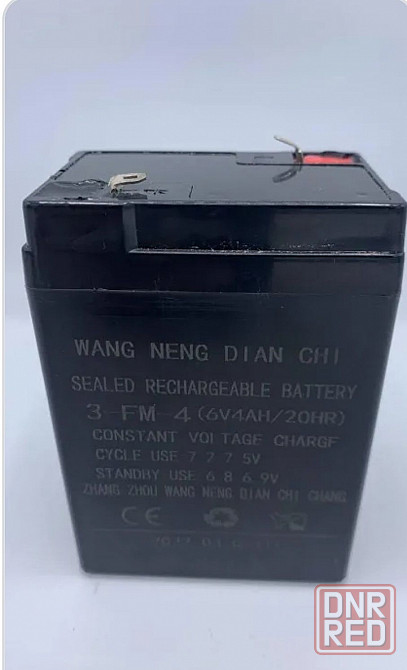 WANG NENG DIAN CHI
SEALED RECHARGEABLE BATTERY
3-FM-4(6V4AH/20HR)
CONSTANT VOLTAGE CHARGE
CYCLE USE 7 2 7 5V
STANDBY USE 6 8 6 9V
ZHANG ZHOU WANG NENG DIAN CHI CHANG
CE
DNR
RED